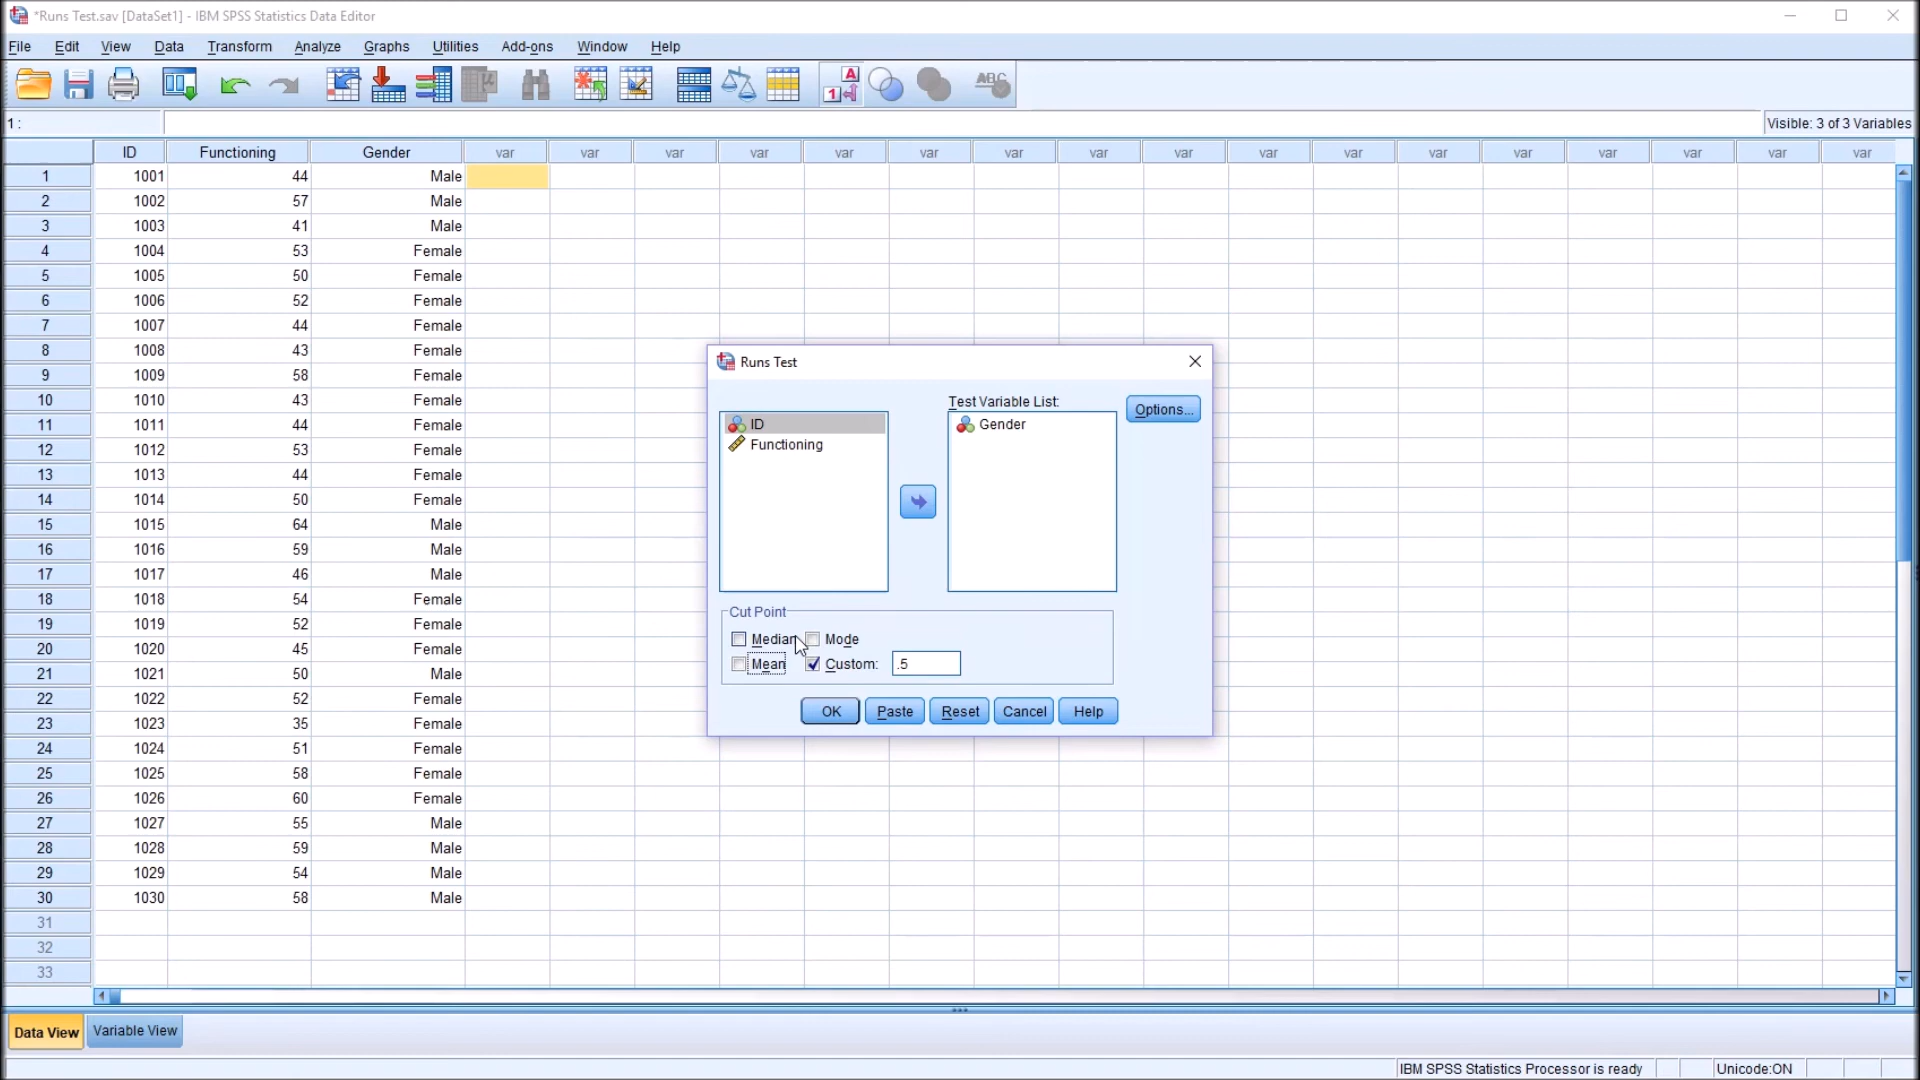 *Runs Test.sav [DataSet1] - IBM SPSS Statistics Data Editor
File Edit View Data Transform Analyze Graphs Utilities Add-ons Window Help
1 :
Visible: 3 of 3 Variables
ID Functioning Gender var var var var var var var var var var var var var var var var var
1 1001 44 Male
2 1002 57 Male
3 1003 41 Male
4 1004 53 Female
5 1005 50 Female
6 1006 52 Female
7 1007 44 Female
8 1008 43 Female
9 1009 58 Female
10 1010 43 Female
11 1011 44 Female
12 1012 53 Female
13 1013 44 Female
14 1014 50 Female
15 1015 64 Male
16 1016 59 Male
17 1017 46 Male
18 1018 54 Female
19 1019 52 Female
20 1020 45 Female
21 1021 50 Male
22 1022 52 Female
23 1023 35 Female
24 1024 51 Female
25 1025 58 Female
26 1026 60 Female
27 1027 55 Male
28 1028 59 Male
29 1029 54 Male
30 1030 58 Male
31
32
33
Runs Test
Test Variable List:
Options...
ID
Functioning
Gender
Cut Point
Median Mode
Mean Custom: .5
OK Paste Reset Cancel Help
Data View Variable View
IBM SPSS Statistics Processor is ready Unicode:ON